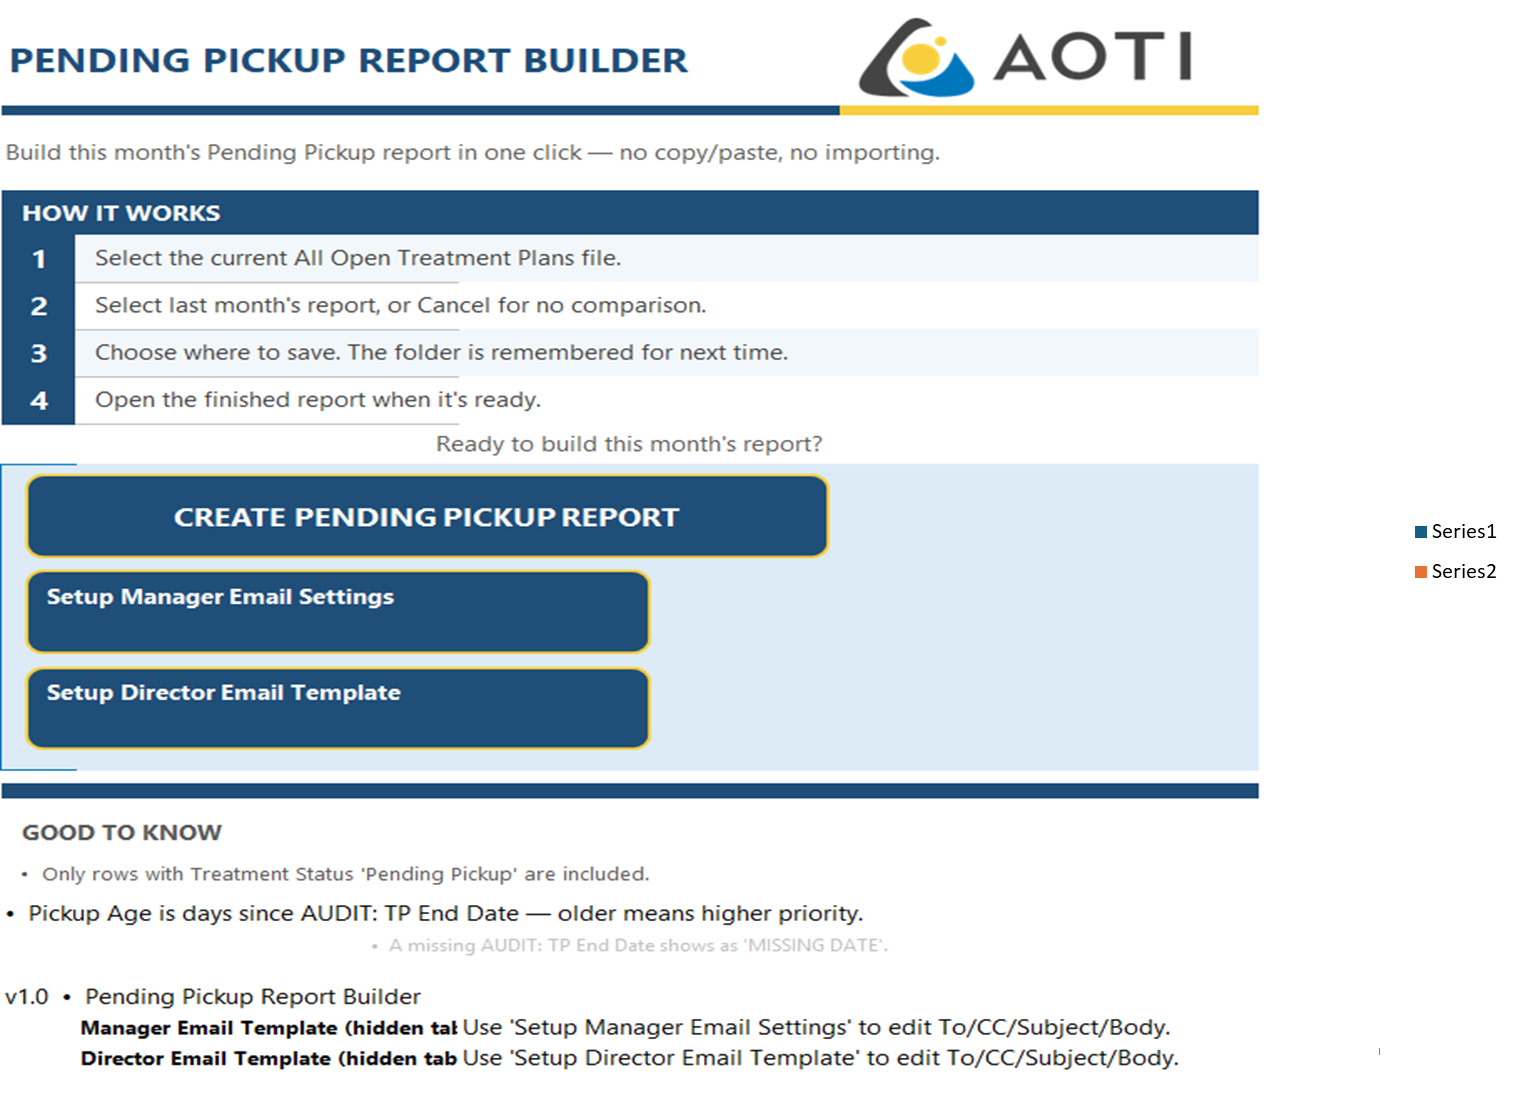 PENDING PICKUP REPORT BUILDER
AOTI
Build this month's Pending Pickup report in one click — no copy/paste, no importing.
HOW IT WORKS
1 Select the current All Open Treatment Plans file.
2 Select last month's report, or Cancel for no comparison.
3 Choose where to save. The folder is remembered for next time.
4 Open the finished report when it's ready.
Ready to build this month's report?
CREATE PENDING PICKUP REPORT
Setup Manager Email Settings
Setup Director Email Template
Series1
Series2
GOOD TO KNOW
• Only rows with Treatment Status 'Pending Pickup' are included.
• Pickup Age is days since AUDIT: TP End Date — older means higher priority.
• A missing AUDIT: TP End Date shows as 'MISSING DATE'.
v1.0 • Pending Pickup Report Builder
Manager Email Template (hidden tab Use 'Setup Manager Email Settings' to edit To/CC/Subject/Body.
Director Email Template (hidden tab Use 'Setup Director Email Template' to edit To/CC/Subject/Body.